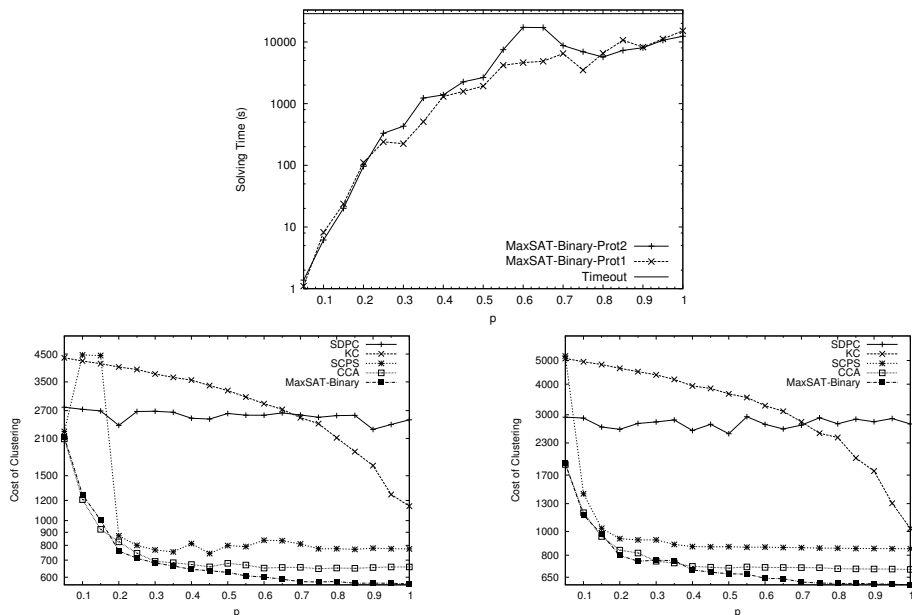 10000
1000
100
10
1
Solving Time (s)
MaxSAT-Binary-Prot2
MaxSAT-Binary-Prot1
Timeout
0.1 0.2 0.3 0.4 0.5 0.6 0.7 0.8 0.9 1
p
4500
3500
2700
2100
1200
1000
900
800
700
600
Cost of Clustering
SDPC
KC
SCPS
CCA
MaxSAT-Binary
0.1 0.2 0.3 0.4 0.5 0.6 0.7 0.8 0.9 1
p
5000
4000
3000
2300
1700
1300
1000
800
650
Cost of Clustering
SDPC
KC
SCPS
CCA
MaxSAT-Binary
0.1 0.2 0.3 0.4 0.5 0.6 0.7 0.8 0.9 1
p